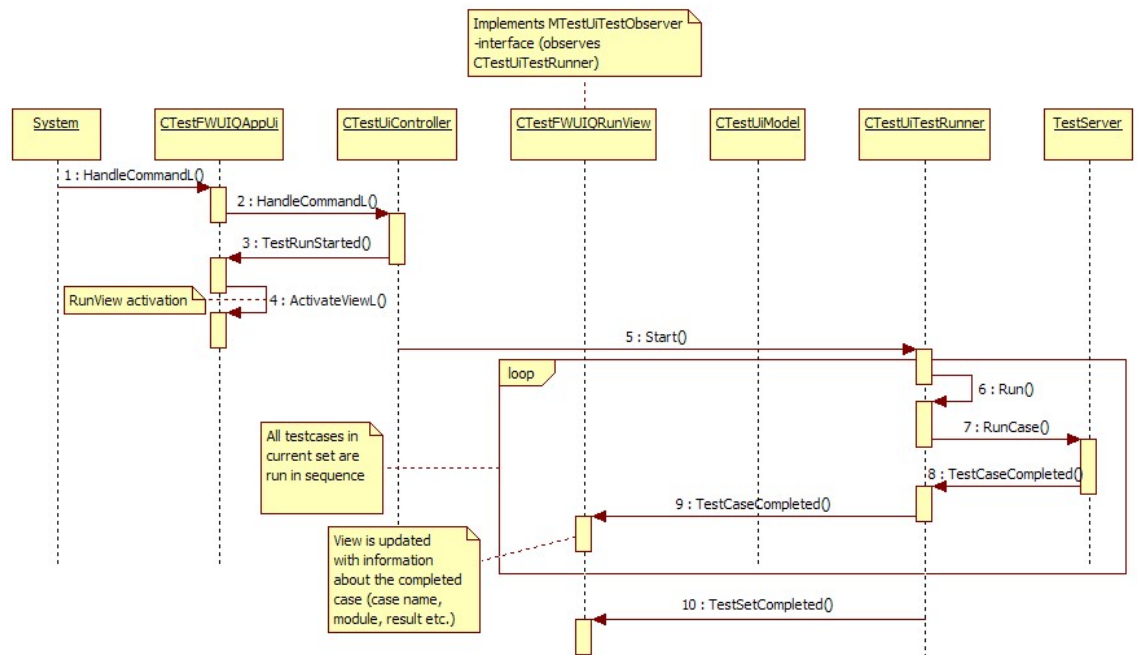 Implements MTestUiTestObserver
-interface (observes
CTestUiTestRunner)
System
CTestFWUIQAppUi
CTestUiController
CTestFWUIQRunView
CTestUiModel
CTestUiTestRunner
TestServer
1 : HandleCommandL()
2 : HandleCommandL()
3 : TestRunStarted()
RunView activation
4 : ActivateViewL()
5 : Start()
loop
6 : Run()
7 : RunCase()
All testcases in
current set are
run in sequence
8 : TestCaseCompleted()
9 : TestCaseCompleted()
View is updated
with information
about the completed
case (case name,
module, result etc.)
10 : TestSetCompleted()